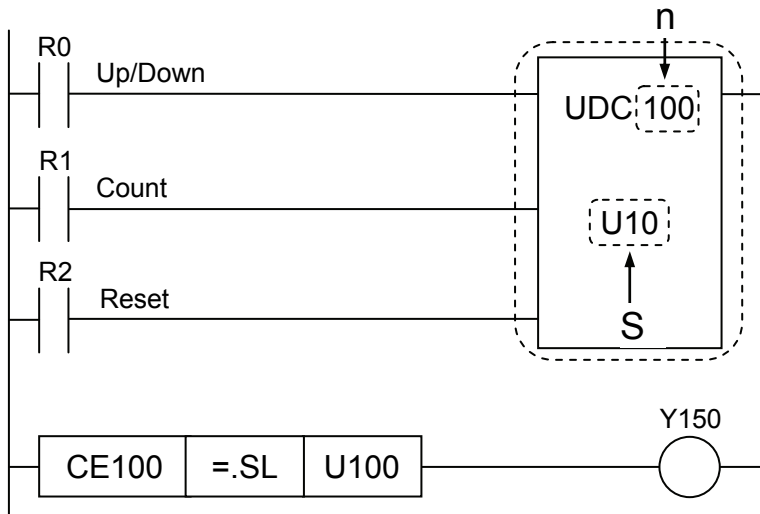 n
R0
Up/Down
UDC 100
R1
Count
U10
R2
Reset
S
Y150
CE100 =.SL U100